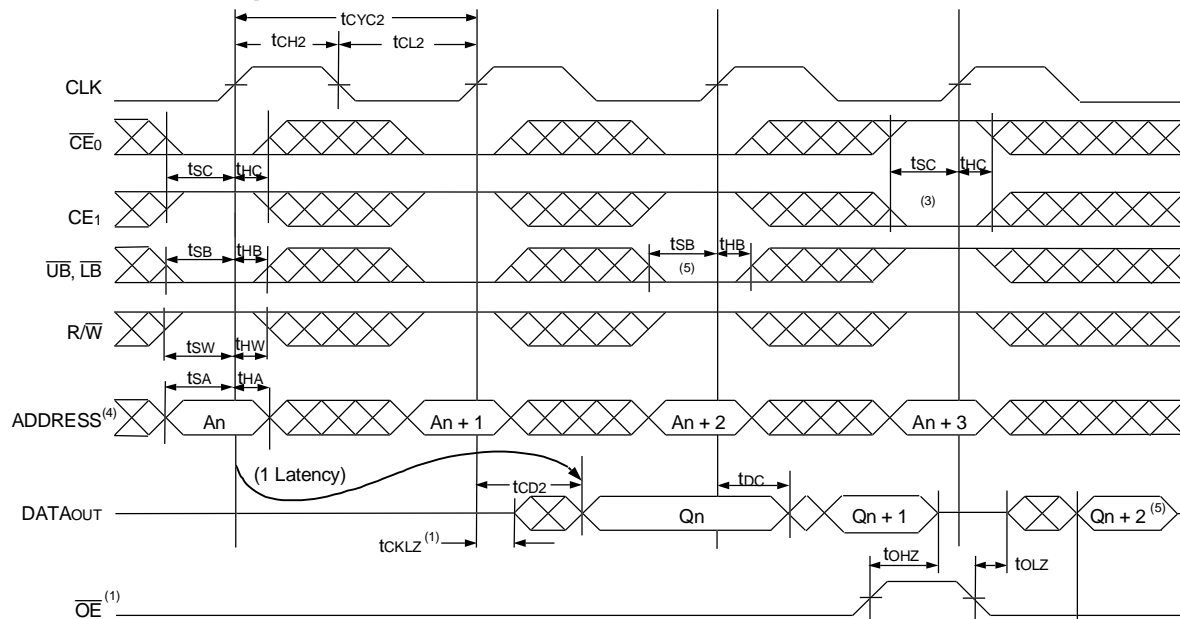 tCYC2
tCH2 tCL2
CLK
CE0
tSC tHC tSC tHC
CE1 (3)
tSB tHB tSB tHB
UB, LB (5)
R/W
tSW tHW
tSA tHA
ADDRESS(4) An An + 1 An + 2 An + 3
(1 Latency) tCD2 tDC
DATAOUT Qn Qn + 1 Qn + 2 (5)
tCKLZ (1)
tOHZ tOLZ
OE (1)